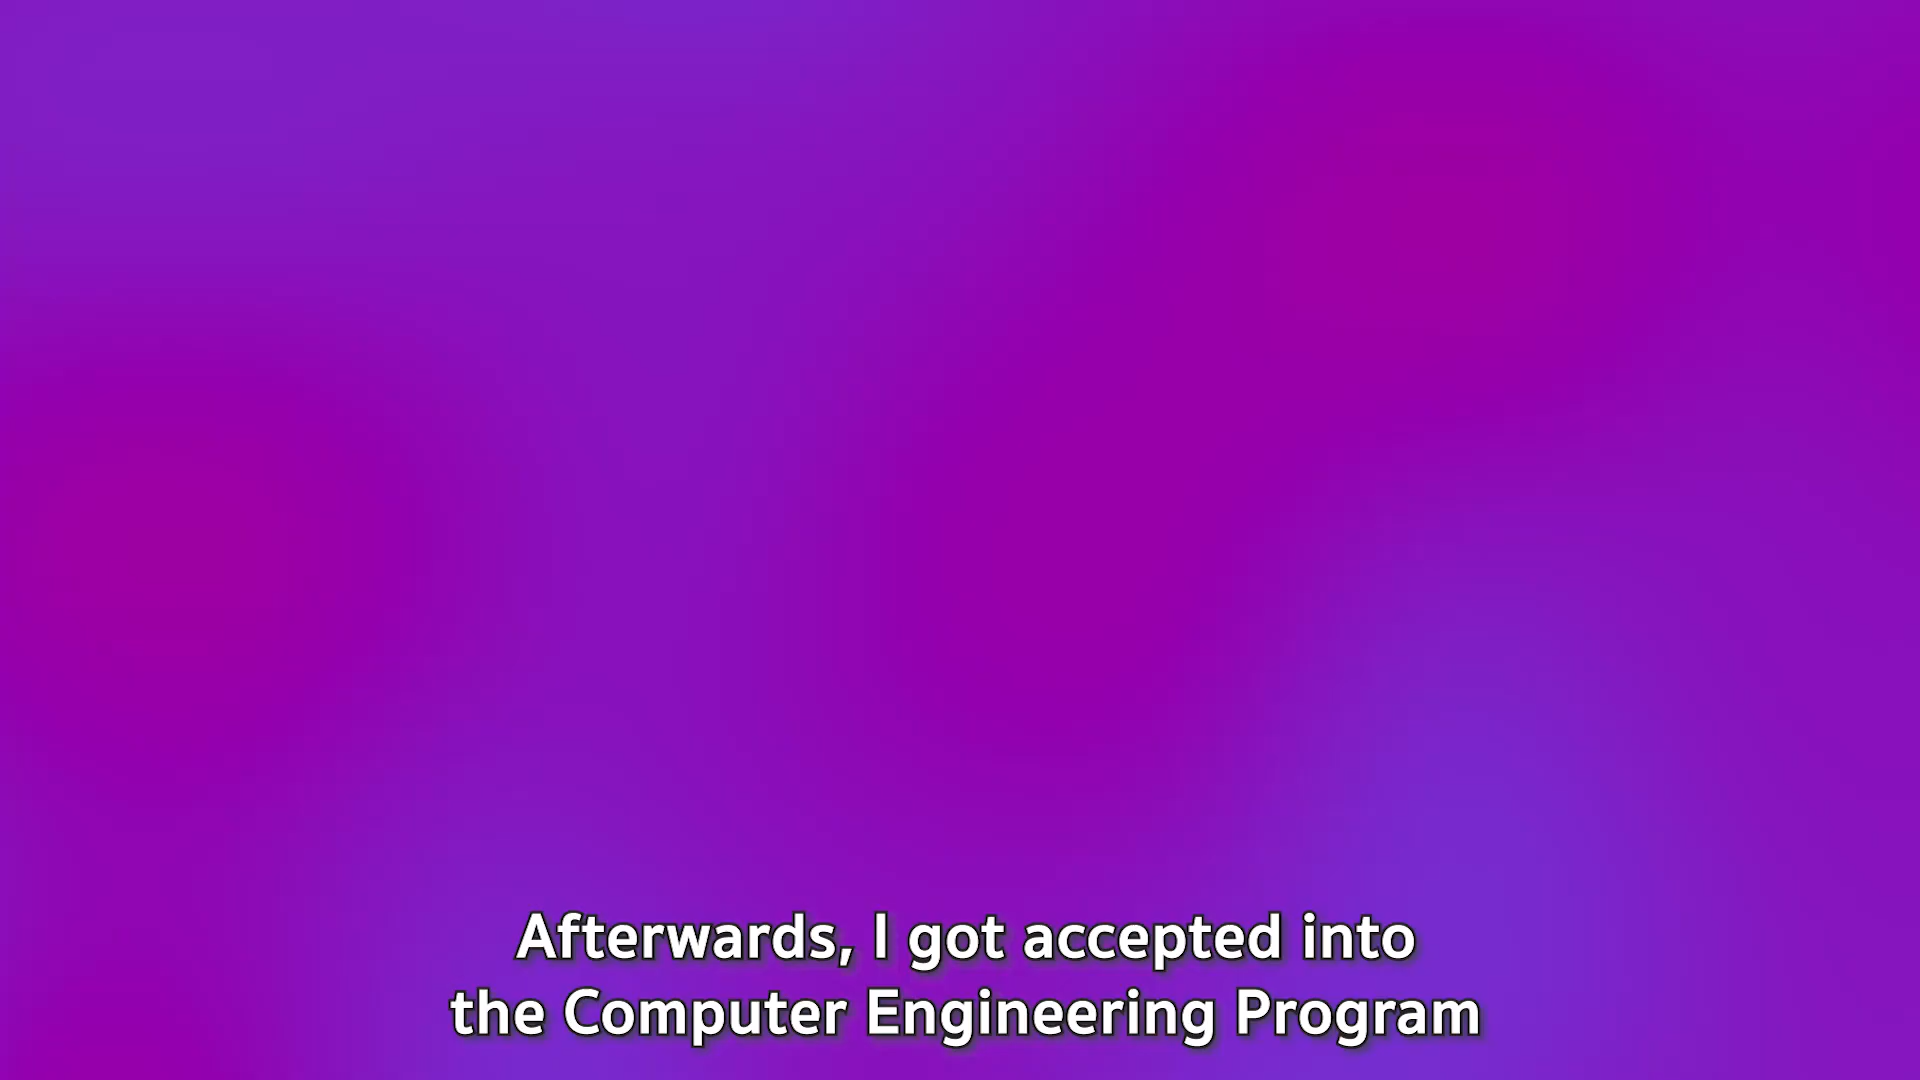 Afterwards, I got accepted into
the Computer Engineering Program